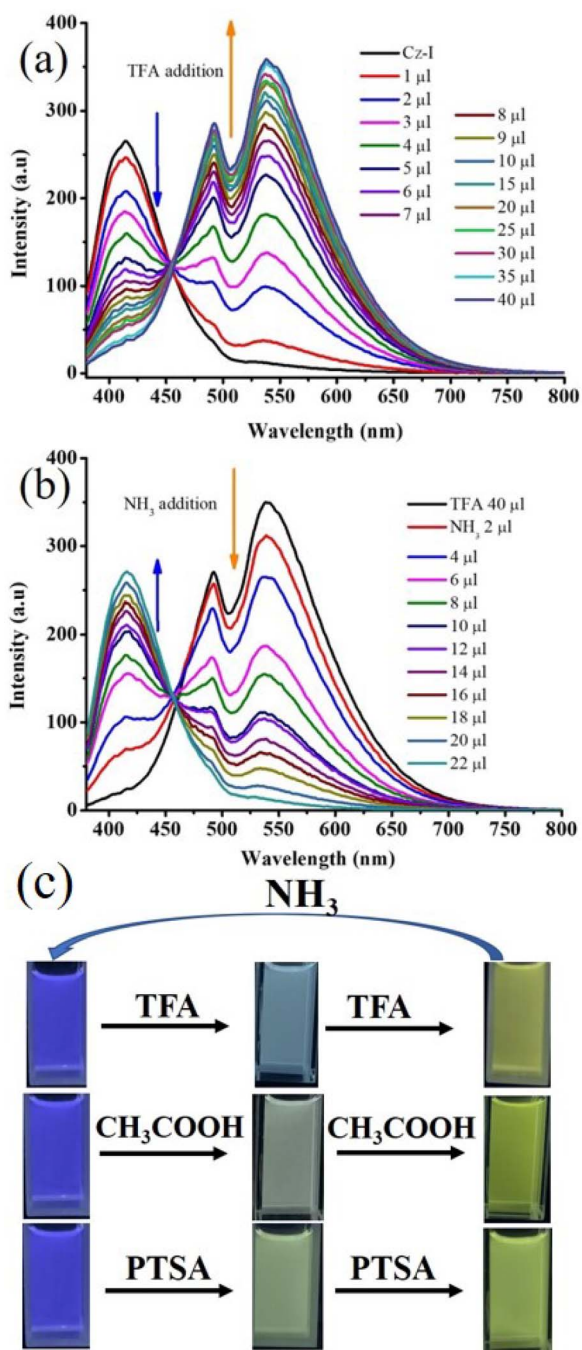 (a)
400
300
200
100
0
Intensity (a.u)
TFA addition
Cz-I
1 µl
2 µl
3 µl
4 µl
5 µl
6 µl
7 µl
8 µl
9 µl
10 µl
15 µl
20 µl
25 µl
30 µl
35 µl
40 µl
400 450 500 550 600 650 700 750 800
Wavelength (nm)
(b)
400
300
200
100
0
Intensity (a.u)
NH₃ addition
TFA 40 µl
NH₃ 2 µl
4 µl
6 µl
8 µl
10 µl
12 µl
14 µl
16 µl
18 µl
20 µl
22 µl
400 450 500 550 600 650 700 750 800
Wavelength (nm)
(c)
NH₃
TFA TFA
CH₃COOH CH₃COOH
PTSA PTSA